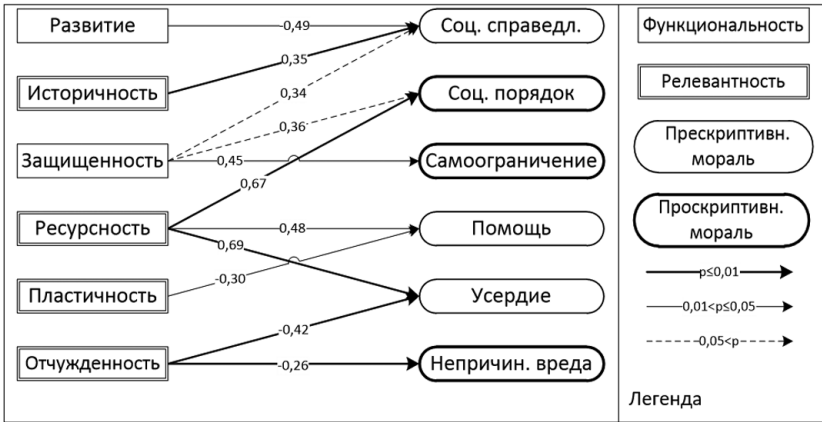 Развитие
-0,49
Соц. справедл.
0,35
Историчность
0,34
Соц. порядок
0,36
Защищенность
0,45
Самоограничение
0,67
Ресурсность
0,48
Помощь
0,69
-0,30
Пластичность
Усердие
-0,42
Отчужденность
-0,26
Непричин. вреда
Функциональность
Релевантность
Прескриптивн.
мораль
Проскриптивн.
мораль
p≤0,01
0,01<p≤0,05
0,05<p
Легенда